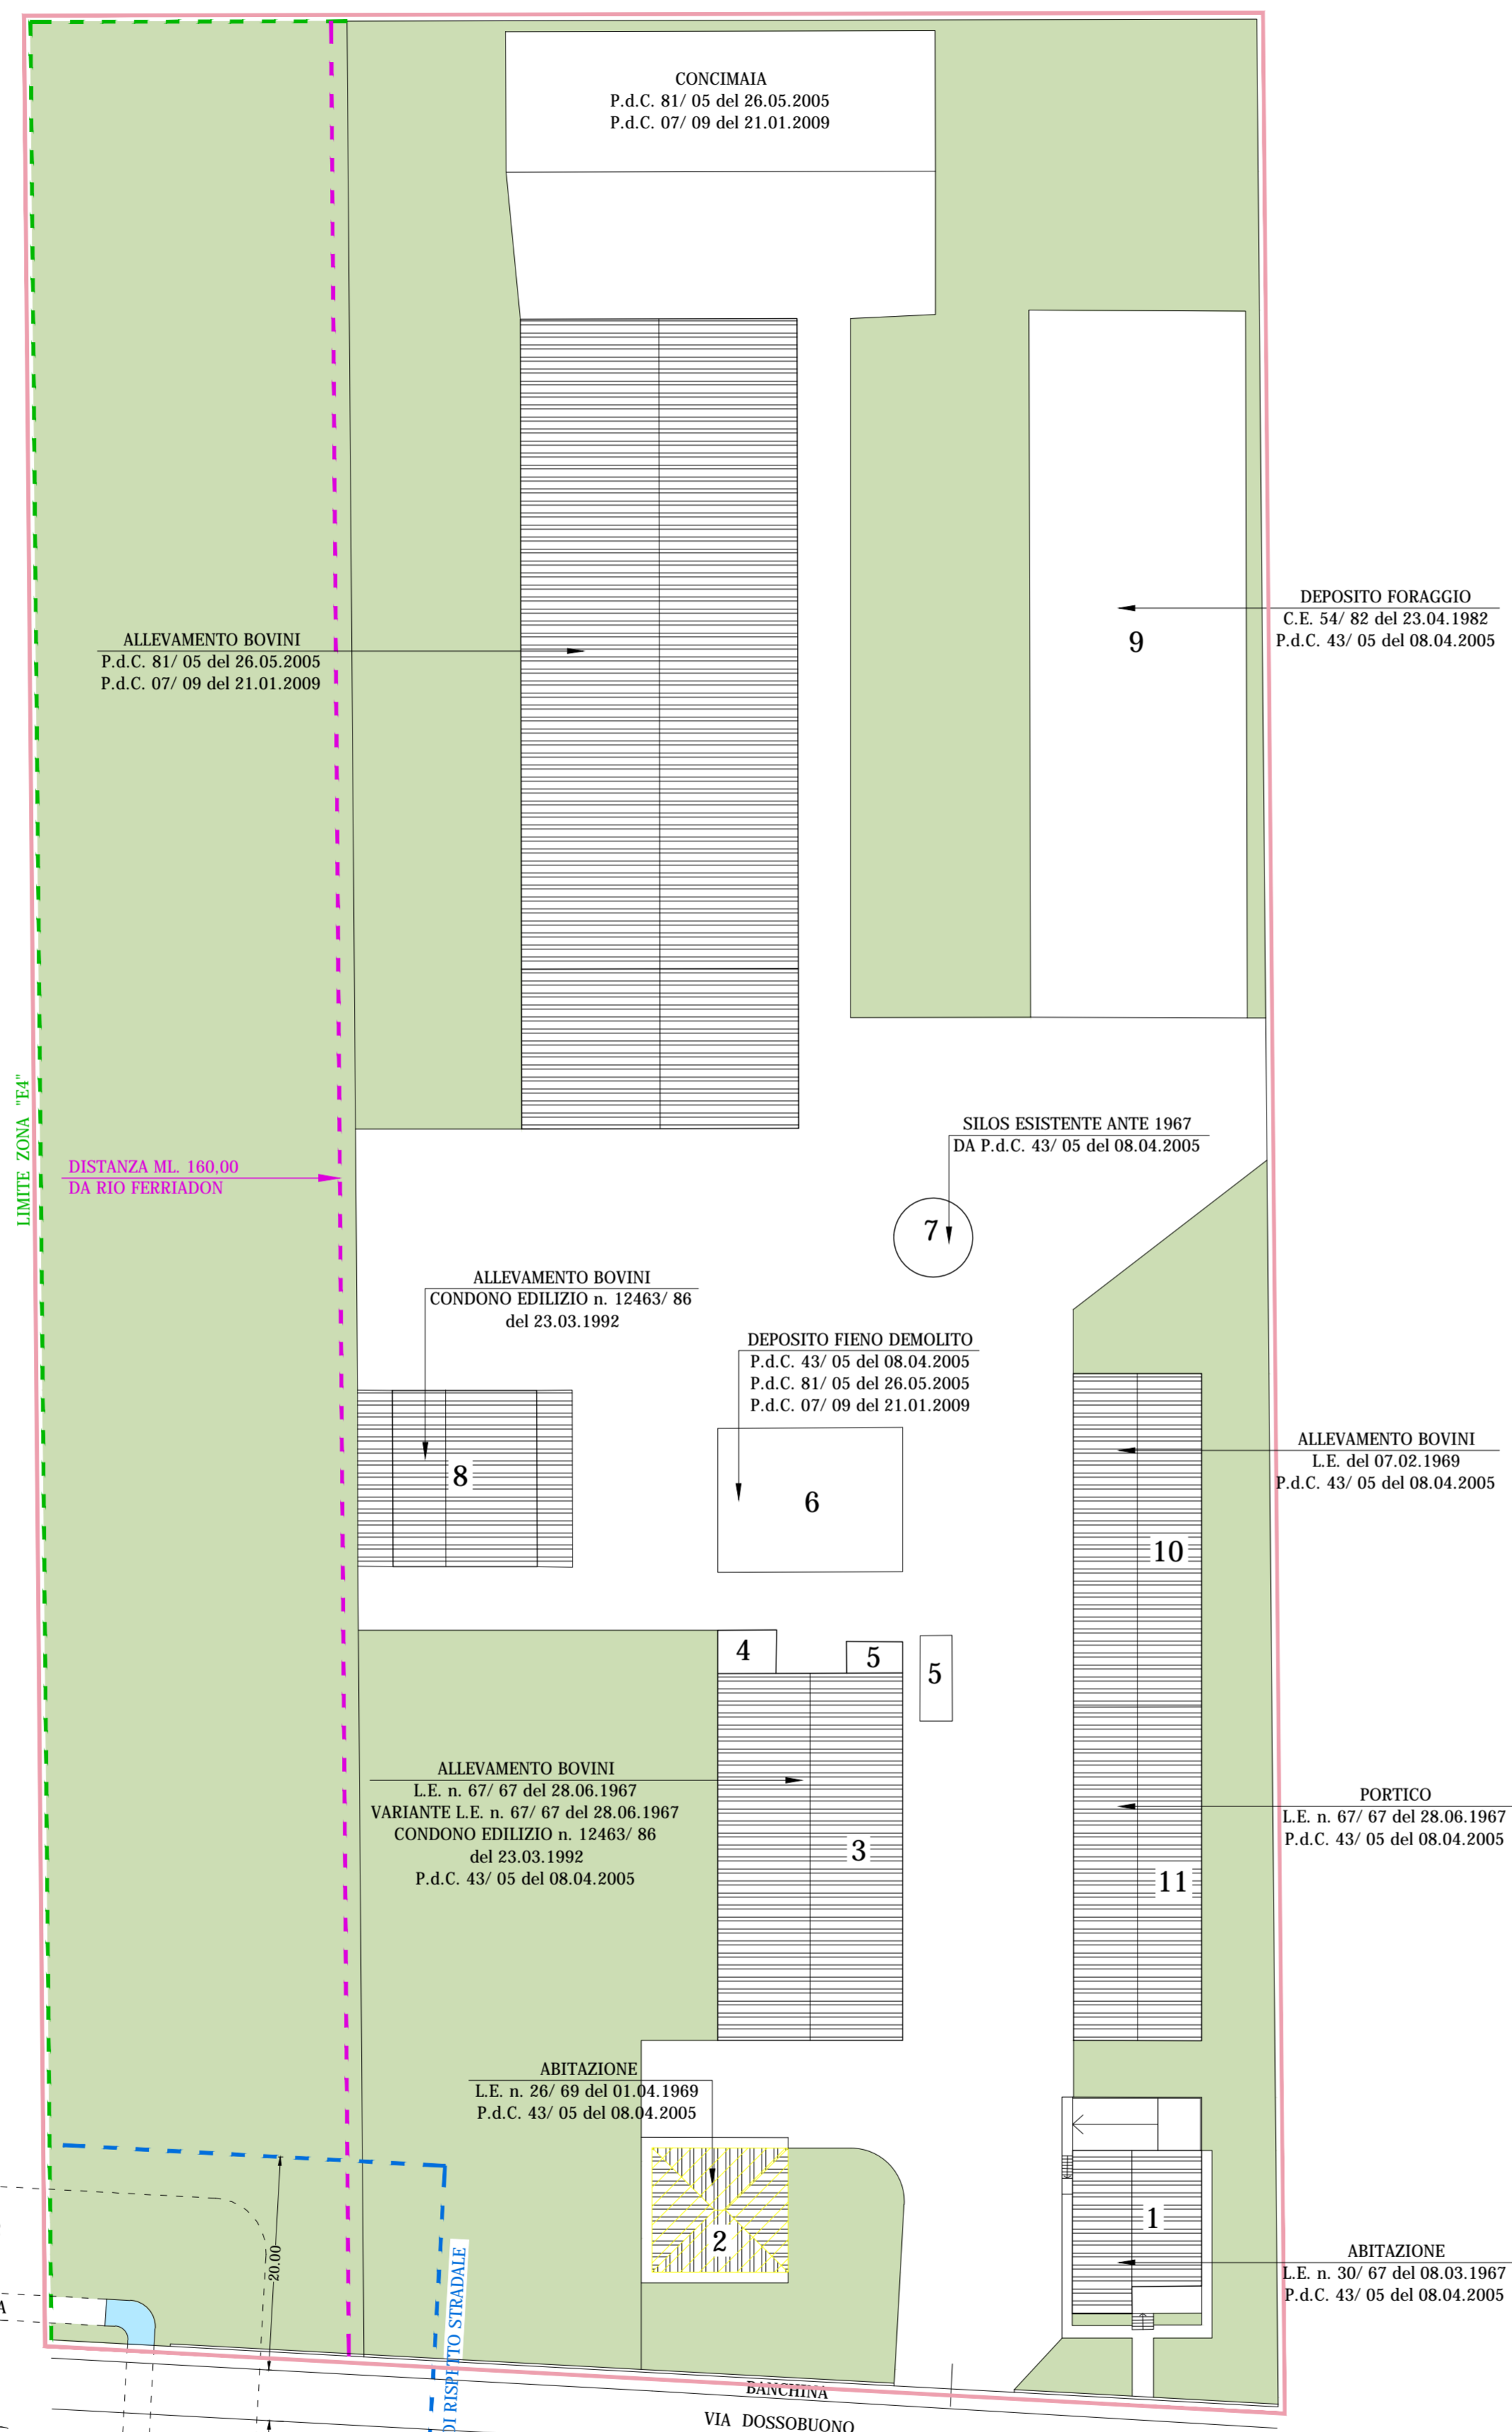 CONCIMAIA
P.d.C. 81/ 05 del 26.05.2005
P.d.C. 07/ 09 del 21.01.2009
DEPOSITO FORAGGIO
C.E. 54/ 82 del 23.04.1982
P.d.C. 43/ 05 del 08.04.2005
9
ALLEVAMENTO BOVINI
P.d.C. 81/ 05 del 26.05.2005
P.d.C. 07/ 09 del 21.01.2009
LIMITE ZONA "E4"
DISTANZA ML. 160,00
DA RIO FERRIADON
SILOS ESISTENTE ANTE 1967
DA P.d.C. 43/ 05 del 08.04.2005
7
ALLEVAMENTO BOVINI
CONDONO EDILIZIO n. 12463/ 86
del 23.03.1992
8
DEPOSITO FIENO DEMOLITO
P.d.C. 43/ 05 del 08.04.2005
P.d.C. 81/ 05 del 26.05.2005
P.d.C. 07/ 09 del 21.01.2009
6
ALLEVAMENTO BOVINI
L.E. del 07.02.1969
P.d.C. 43/ 05 del 08.04.2005
10
4
5
5
ALLEVAMENTO BOVINI
L.E. n. 67/ 67 del 28.06.1967
VARIANTE L.E. n. 67/ 67 del 28.06.1967
CONDONO EDILIZIO n. 12463/ 86
del 23.03.1992
P.d.C. 43/ 05 del 08.04.2005
3
PORTICO
L.E. n. 67/ 67 del 28.06.1967
P.d.C. 43/ 05 del 08.04.2005
11
ABITAZIONE
L.E. n. 26/ 69 del 01.04.1969
P.d.C. 43/ 05 del 08.04.2005
2
1
ABITAZIONE
L.E. n. 30/ 67 del 08.03.1967
P.d.C. 43/ 05 del 08.04.2005
20.00
DI RISPETTO STRADALE
A
BANCHINA
VIA DOSSOBUONO